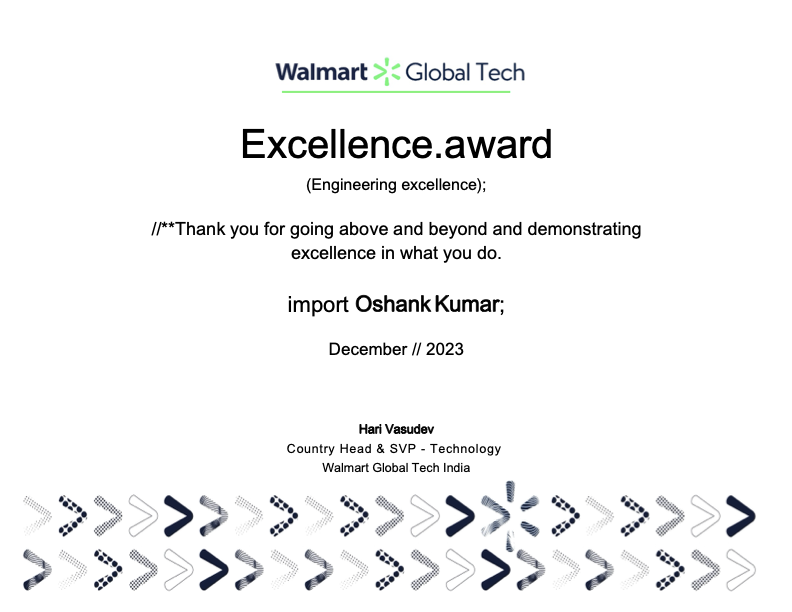 Walmart Global Tech
Excellence.award
(Engineering excellence);
//**Thank you for going above and beyond and demonstrating
excellence in what you do.
import Oshank Kumar;
December // 2023
Hari Vasudev
Country Head & SVP - Technology
Walmart Global Tech India